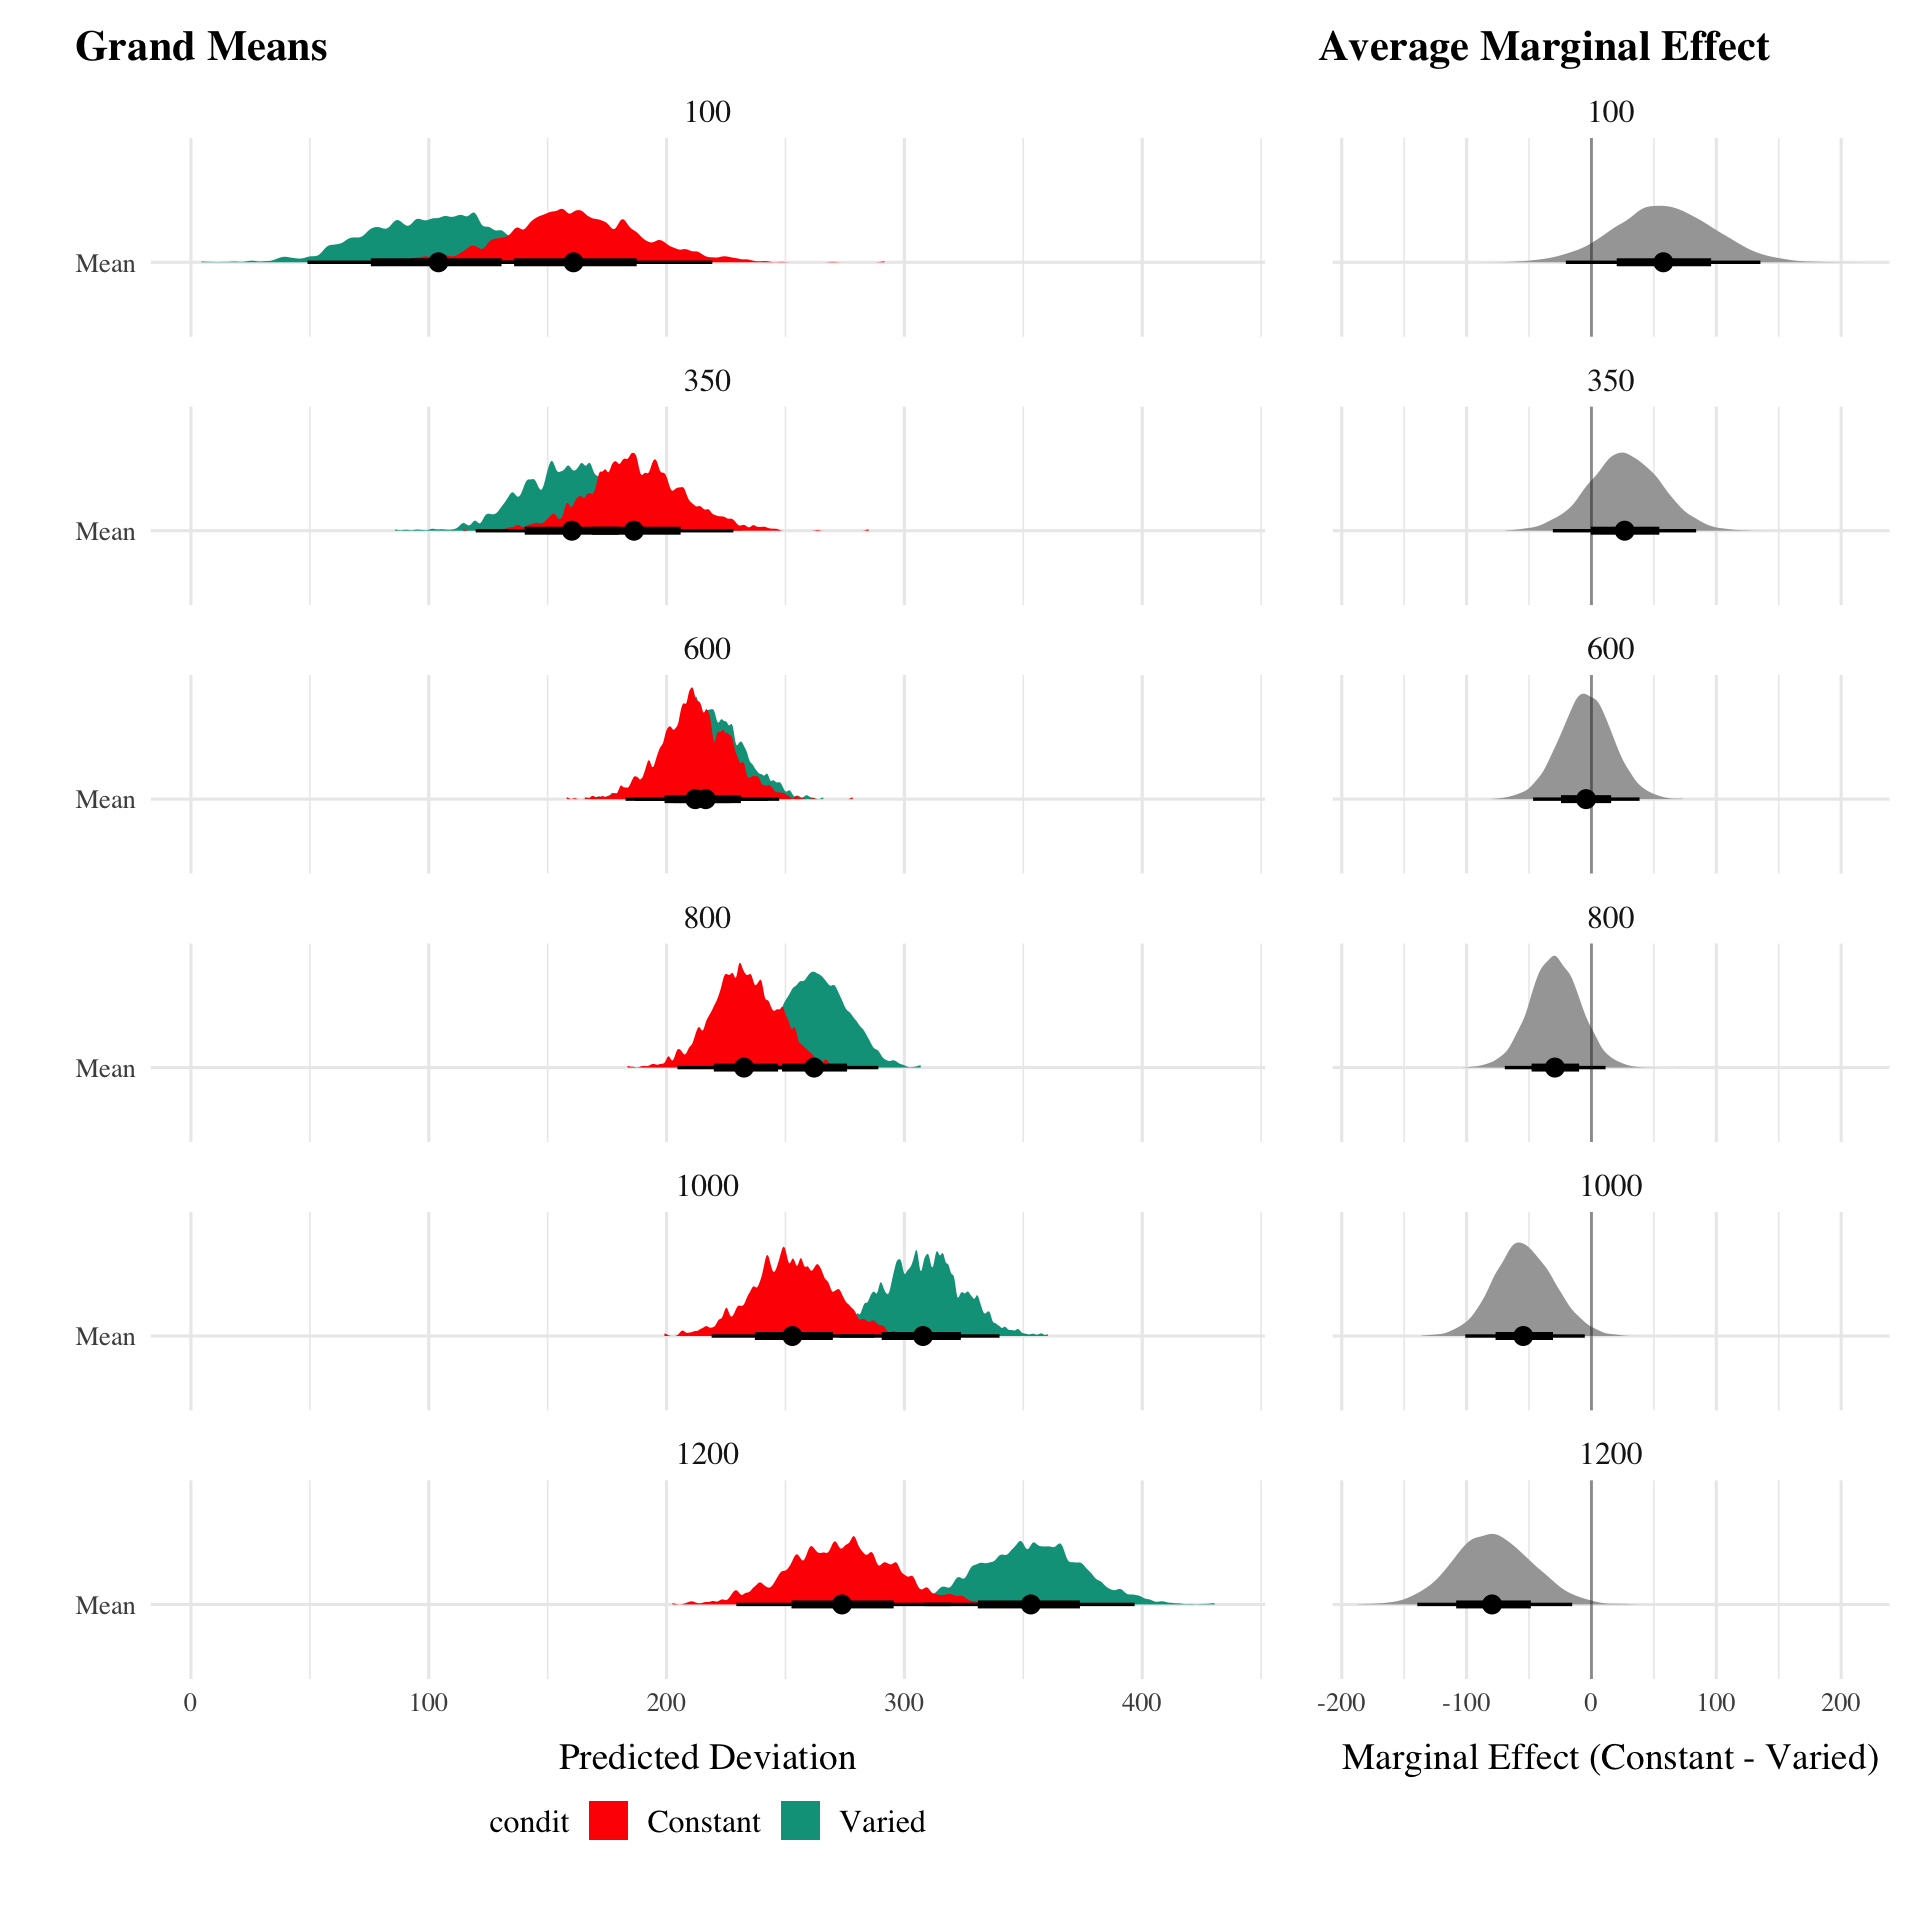 Grand Means
Average Marginal Effect
100
100
Mean
350
350
Mean
600
600
Mean
800
800
Mean
1000
1000
Mean
1200
1200
Mean
0 100 200 300 400
-200 -100 0 100 200
Predicted Deviation
Marginal Effect (Constant - Varied)
condit Constant Varied